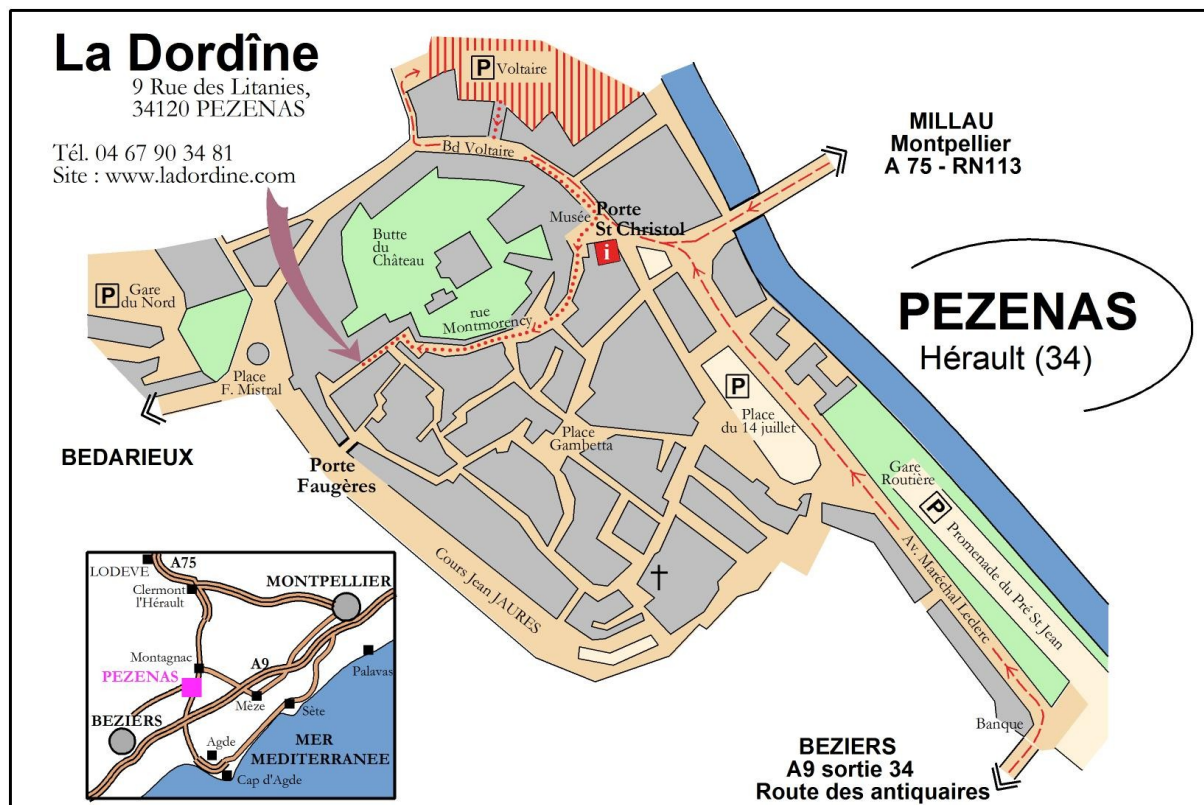 La Dordîne
9 Rue des Litanies,
34120 PEZENAS
Tél. 04 67 90 34 81
Site : www.ladordine.com
P Voltaire
Bd Voltaire
MILLAU
Montpellier
A 75 - RN113
Musée
Porte
St Christol
i
Butte
du
Château
rue
Montmorency
P
Gare
du Nord
Place
F. Mistral
BEDARIEUX
PEZENAS
Hérault (34)
P
Place
du 14 juillet
Place
Gambetta
Porte
Faugères
Gare
Routière
P
Promenade du Pré St Jean
Av. Maréchal Leclerc
Cours Jean JAURES
Banque
BEZIERS
A9 sortie 34
Route des antiquaires
LODEVE
A75
Clermont
l'Hérault
MONTPELLIER
Montagnac
PEZENAS
A9
Palavas
Mèze
Sète
BEZIERS
Agde
MER
MEDITERRANEE
Cap d'Agde